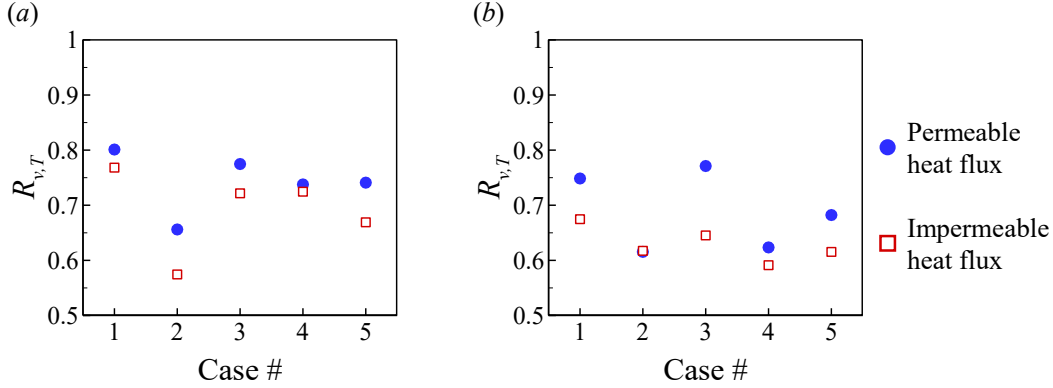 (a)
1
0.9
0.8
0.7
0.6
0.5
R_{v,T}
1 2 3 4 5
Case #
(b)
1
0.9
0.8
0.7
0.6
0.5
R_{v,T}
1 2 3 4 5
Case #
Permeable
heat flux
Impermeable
heat flux